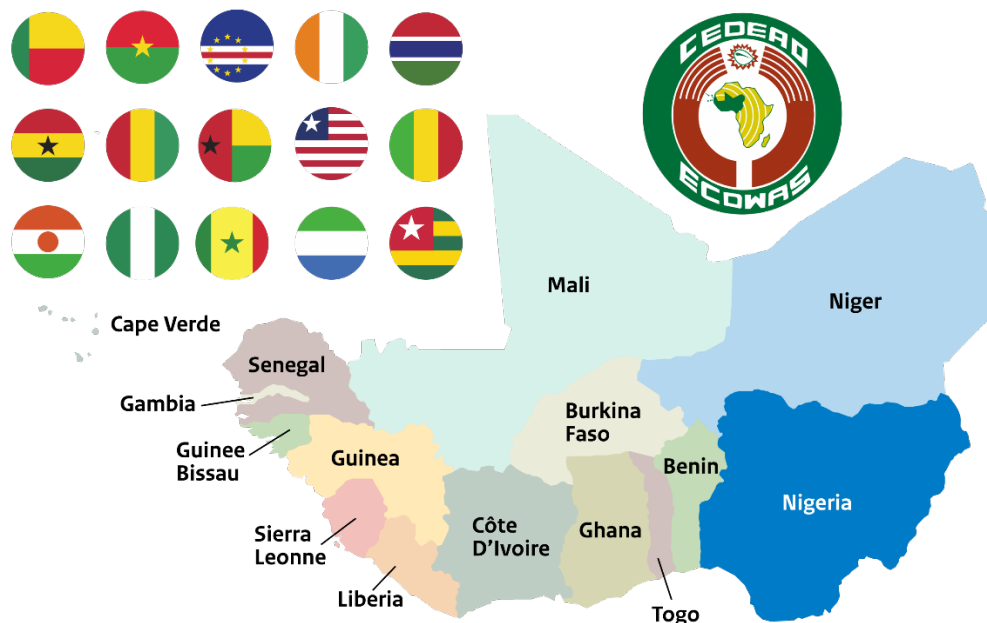 CEDEAO
ECOWAS
Mali
Niger
Cape Verde
Senegal
Gambia
Burkina
Faso
Guinee
Bissau
Guinea
Benin
Nigeria
Sierra
Leonne
Côte
D'Ivoire
Ghana
Liberia
Togo